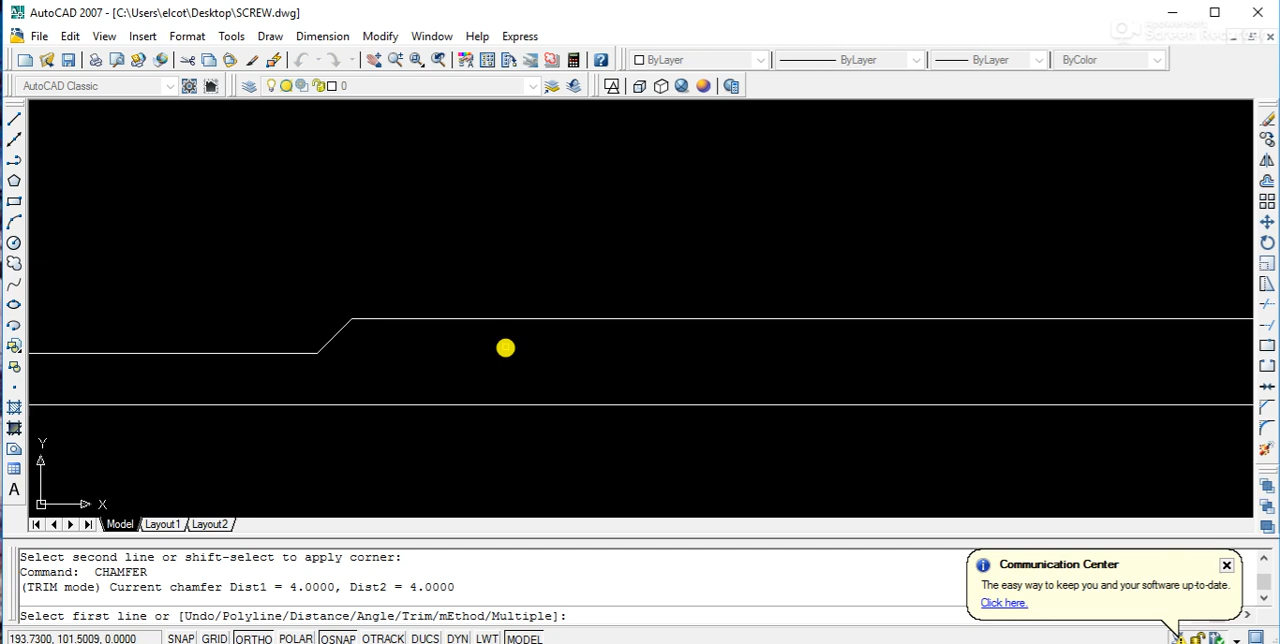 AutoCAD 2007 - [C:\Users\elcot\Desktop\SCREW.dwg]
File Edit View Insert Format Tools Draw Dimension Modify Window Help Express
ByLayer ByLayer ByLayer ByColor
AutoCAD Classic 0
Y
X
A
Model Layout1 Layout2
Select second line or shift-select to apply corner:
Command: CHAMFER
(TRIM mode) Current chamfer Dist1 = 4.0000, Dist2 = 4.0000
Select first line or [Undo/Polyline/Distance/Angle/Trim/mEthod/Multiple]:
Communication Center
The easy way to keep you and your software up-to-date.
Click here.
193.7300, 101.5009, 0.0000 SNAP GRID ORTHO POLAR OSNAP OTRACK DUCS DYN LWT MODEL